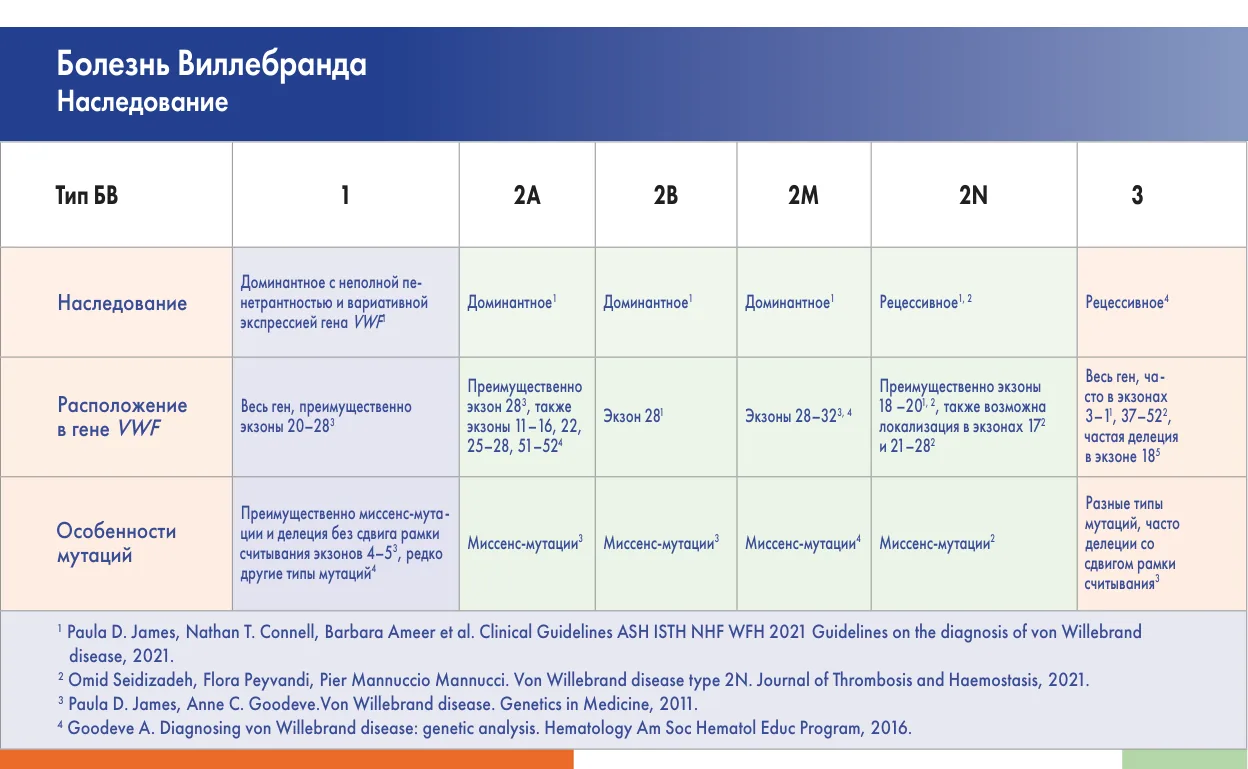 Болезнь Виллебранда
Наследование
Тип БВ
1
2A
2B
2M
2N
3
Наследование
Доминантное с неполной пе-
нетрантностью и вариативной
экспрессией гена VWF¹
Доминантное¹
Доминантное¹
Доминантное¹
Рецессивное¹, ²
Рецессивное⁴
Расположение
в гене VWF
Весь ген, преимущественно
экзоны 20–28³
Преимущественно
экзон 28³, также
экзоны 11–16, 22,
25–28, 51–52⁴
Экзон 28¹
Экзоны 28–32³, ⁴
Преимущественно экзоны
18 –20¹, ², также возможна
локализация в экзонах 17²
и 21–28²
Весь ген, ча-
сто в экзонах
3–1¹, 37–52²,
частая делеция
в экзоне 18⁵
Особенности
мутаций
Преимущественно миссенс-мута-
ции и делеция без сдвига рамки
считывания экзонов 4–5³, редко
другие типы мутаций⁴
Миссенс-мутации³
Миссенс-мутации³
Миссенс-мутации⁴
Миссенс-мутации²
Разные типы
мутаций, часто
делеции со
сдвигом рамки
считывания³
¹ Paula D. James, Nathan T. Connell, Barbara Ameer et al. Clinical Guidelines ASH ISTH NHF WFH 2021 Guidelines on the diagnosis of von Willebrand
disease, 2021.
² Omid Seidizadeh, Flora Peyvandi, Pier Mannuccio Mannucci. Von Willebrand disease type 2N. Journal of Thrombosis and Haemostasis, 2021.
³ Paula D. James, Anne C. Goodeve.Von Willebrand disease. Genetics in Medicine, 2011.
⁴ Goodeve A. Diagnosing von Willebrand disease: genetic analysis. Hematology Am Soc Hematol Educ Program, 2016.